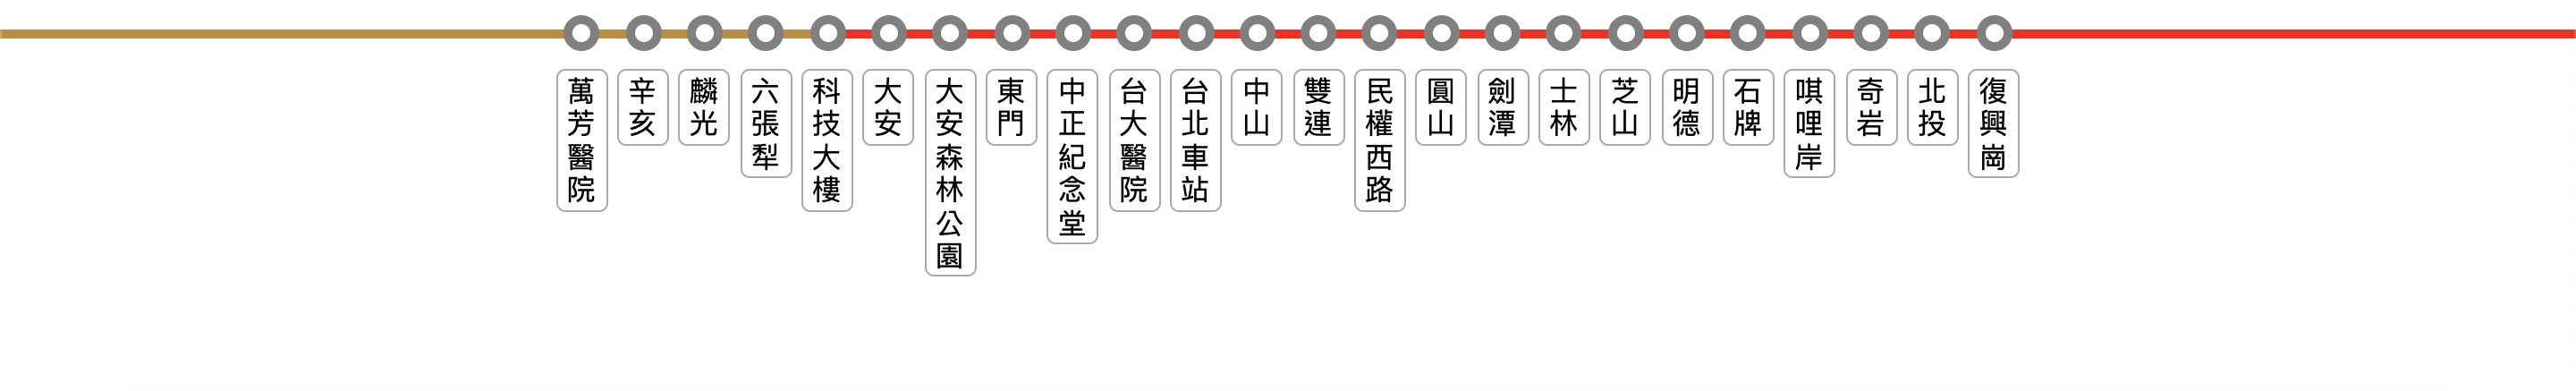 萬芳醫院
辛亥
麟光
六張犁
科技大樓
大安
大安森林公園
東門
中正紀念堂
台大醫院
台北車站
中山
雙連
民權西路
圓山
劍潭
士林
芝山
明德
石牌
唭哩岸
奇岩
北投
復興崗